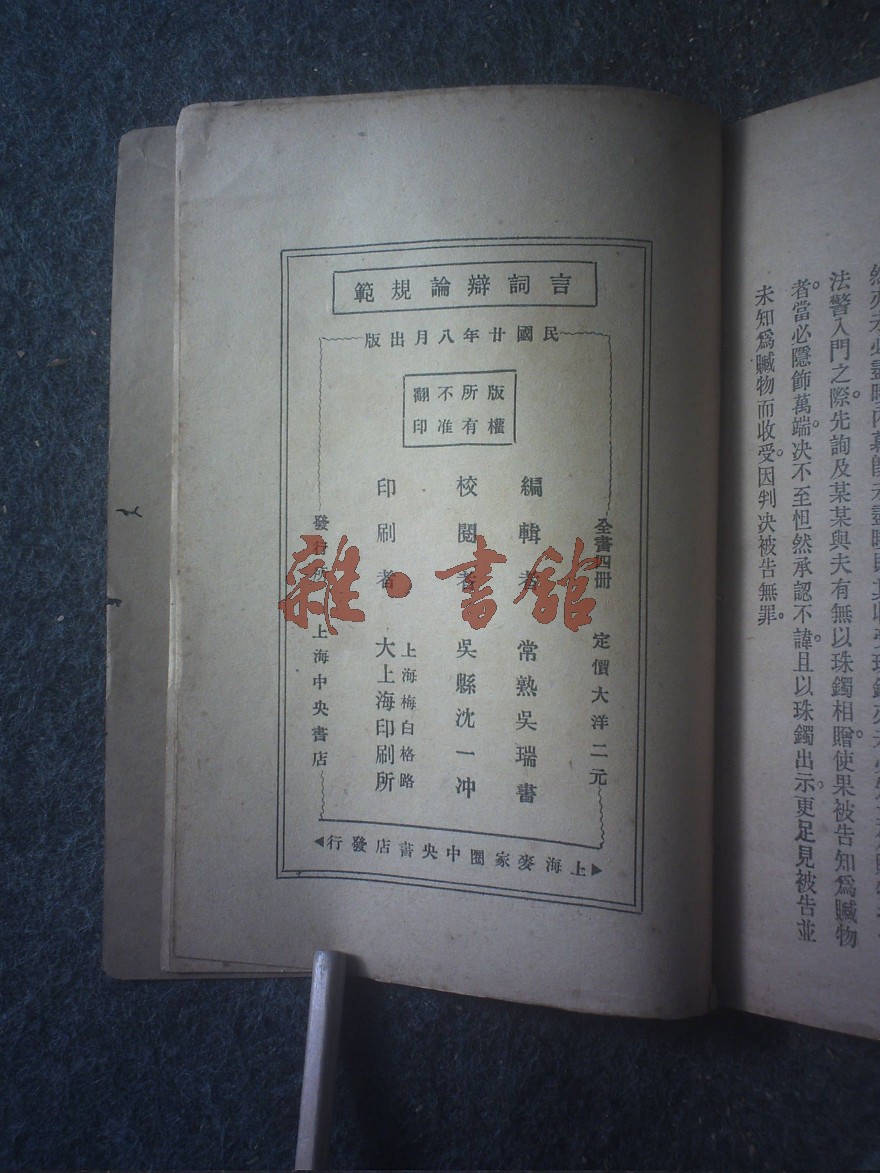 法警入門之際。先詢及某某與夫有無以珠鐲相贈。使果被告知爲贓物
者。當必隱飾萬端。决不至怛然承認不諱。且以珠鐲出示。更足見被告並
未知爲贓物而收受。因判决被告無罪。
言詞辯論規範
民國廿年八月出版
版權所有不准翻印
全書四冊 定價大洋二元
編輯者 常熟吳瑞書
校閱者 吳縣沈一冲
印刷者 上海梅白格路 大上海印刷所
發行所 上海中央書店
上海麥家圈中央書店發行
雜·書館